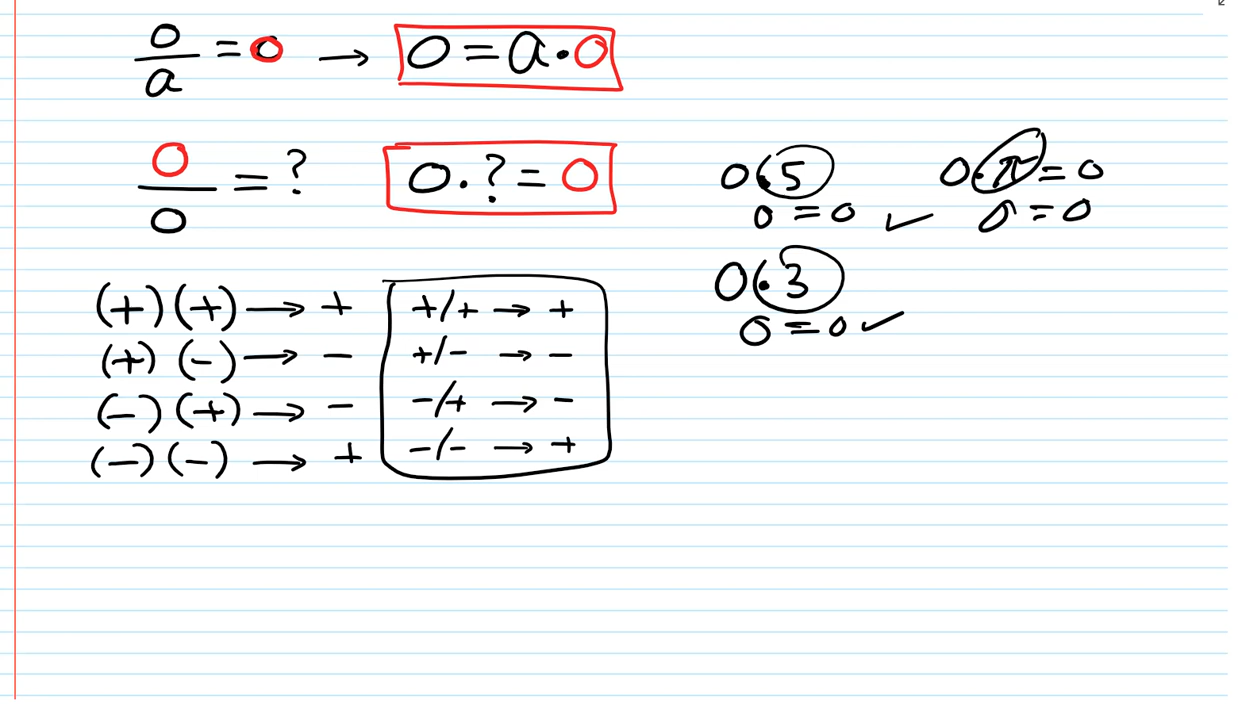 0/a = 0 → 0 = a · 0
0/0 = ? 0 · ? = 0
0 · 5
0 = 0 ✓
0 · π = 0
0 = 0
0 · 3
0 = 0 ✓
(+)(+) → +
(+)(-) → -
(-)(+) → -
(-)(-) → +
+/+ → +
+/- → -
-/+ → -
-/- → +